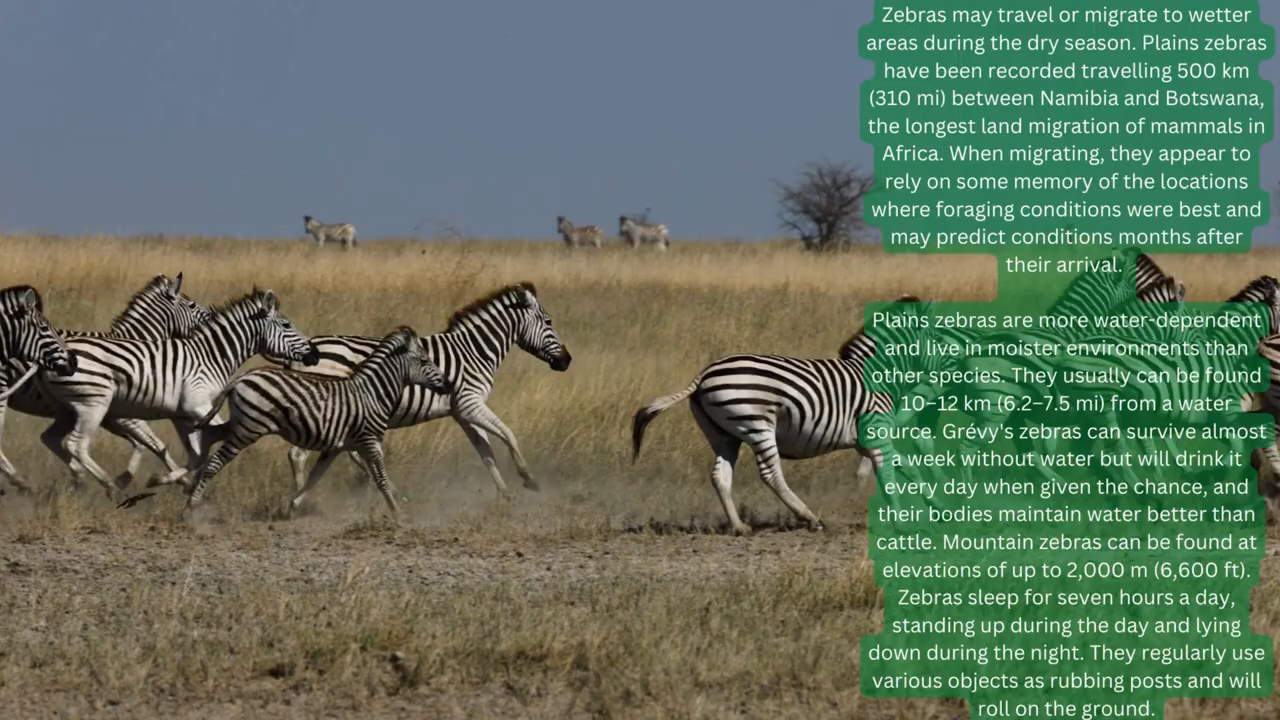 Zebras may travel or migrate to wetter
areas during the dry season. Plains zebras
have been recorded travelling 500 km
(310 mi) between Namibia and Botswana,
the longest land migration of mammals in
Africa. When migrating, they appear to
rely on some memory of the locations
where foraging conditions were best and
may predict conditions months after
their arrival.
Plains zebras are more water-dependent
and live in moister environments than
other species. They usually can be found
10–12 km (6.2–7.5 mi) from a water
source. Grévy's zebras can survive almost
a week without water but will drink it
every day when given the chance, and
their bodies maintain water better than
cattle. Mountain zebras can be found at
elevations of up to 2,000 m (6,600 ft).
Zebras sleep for seven hours a day,
standing up during the day and lying
down during the night. They regularly use
various objects as rubbing posts and will
roll on the ground.